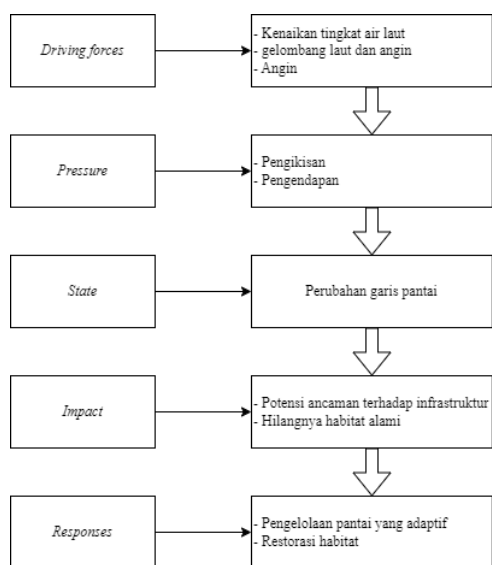 Driving forces
- Kenaikan tingkat air laut
- gelombang laut dan angin
- Angin
Pressure
- Pengikisan
- Pengendapan
State
Perubahan garis pantai
Impact
- Potensi ancaman terhadap infrastruktur
- Hilangnya habitat alami
Responses
- Pengelolaan pantai yang adaptif
- Restorasi habitat